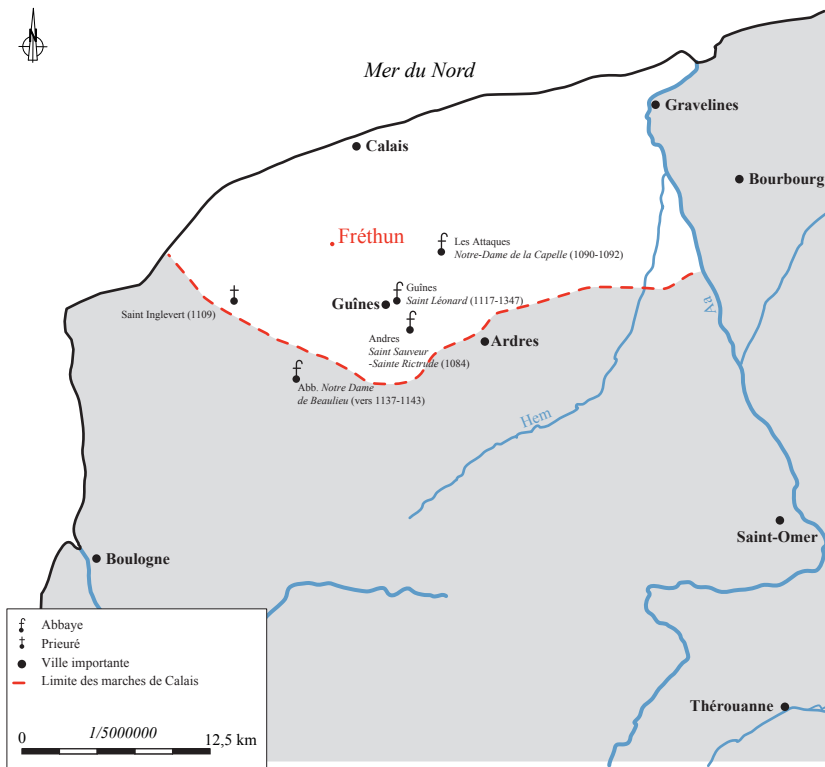 Mer du Nord
Gravelines
Calais
Bourbourg
Fréthun
Les Attaques
Notre-Dame de la Capelle (1090-1092)
Guînes
Saint Léonard (1117-1347)
Guînes
Saint Inglevert (1109)
Aa
Andres
Saint Sauveur
-Sainte Rictrude (1084)
Ardres
Abb. Notre Dame
de Beaulieu (vers 1137-1143)
Hem
Saint-Omer
Boulogne
Abbaye
Prieuré
Ville importante
Limite des marches de Calais
Thérouanne
1/5000000
0 12,5 km